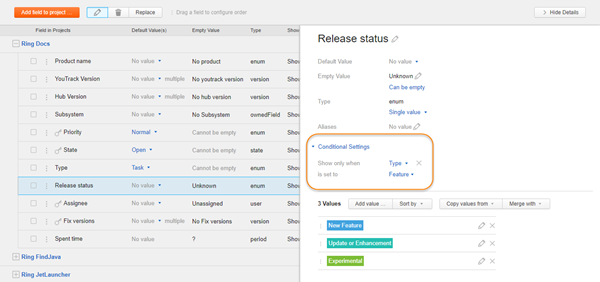 Add field to project… Replace Drag a field to configure order Hide Details
Field in Projects Default Value(s) Empty Value Type Show
Ring Docs
Product name No value No product enum Show
YouTrack Version No value multiple No youtrack version version Show
Hub Version No value multiple No hub version version Show
Subsystem No value No Subsystem ownedField Show
Priority Normal Cannot be empty enum Show
State Open Cannot be empty state Show
Type Task Cannot be empty enum Show
Release status No value Unknown enum Show
Assignee No value Unassigned user Show
Fix versions No value multiple No Fix versions version Show
Spent time No value ? period Show
Ring FindJava
Ring JetLauncher
Release status
Default Value No value
Empty Value Unknown
Can be empty
Type enum
Single value
Aliases No value
Conditional Settings
Show only when Type
Is set to Feature
3 Values Add value … Sort by Copy values from Merge with
New Feature
Update or Enhancement
Experimental